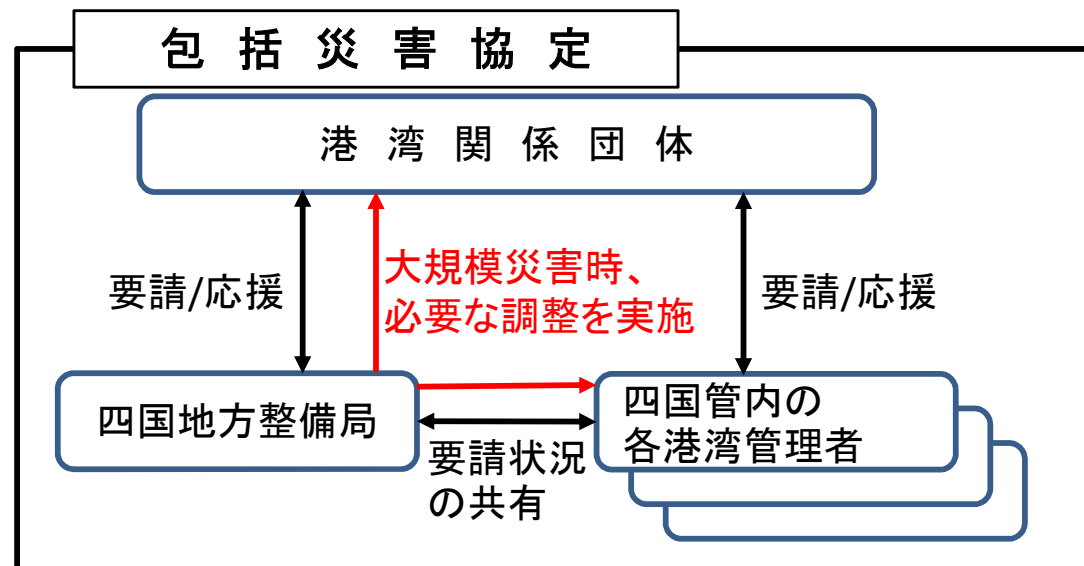 包括災害協定
港湾関係団体
大規模災害時、
必要な調整を実施
要請/応援
要請/応援
四国地方整備局
四国管内の
各港湾管理者
要請状況
の共有